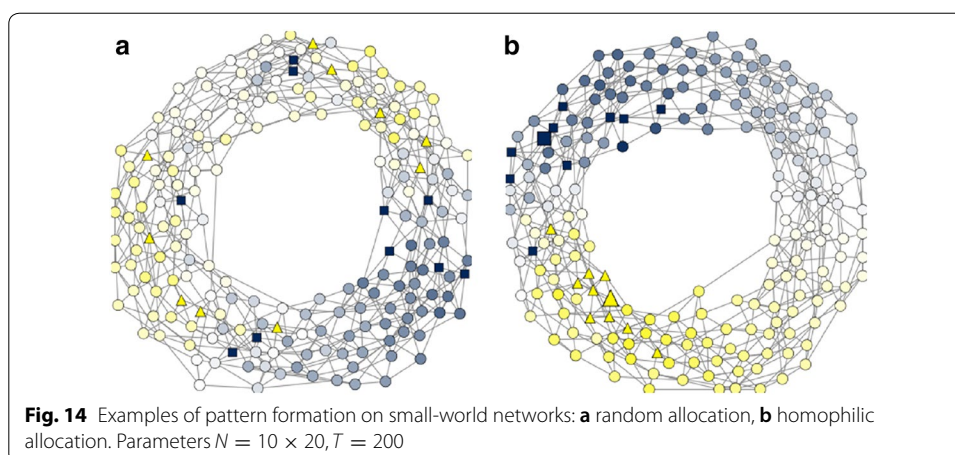 a
b
Fig. 14 Examples of pattern formation on small-world networks: a random allocation, b homophilic
allocation. Parameters N = 10 × 20, T = 200